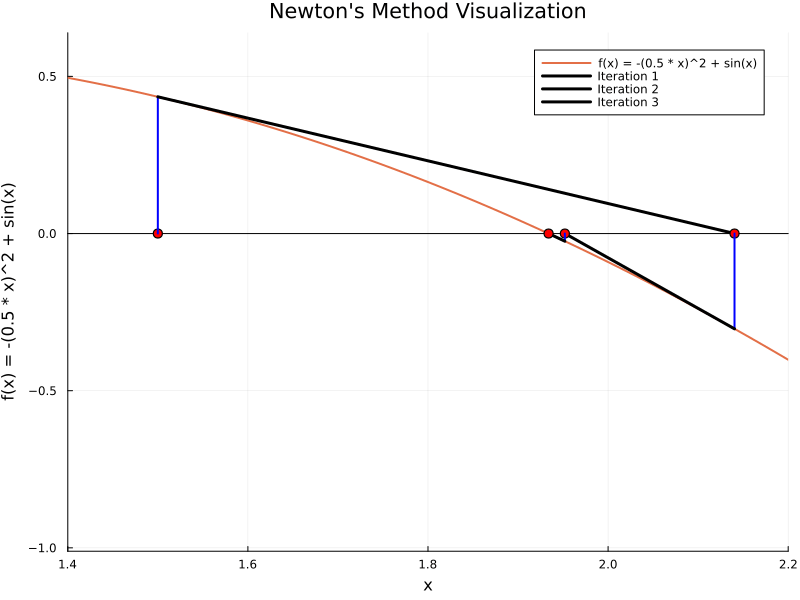 Newton's Method Visualization
f(x) = -(0.5 * x)^2 + sin(x)
Iteration 1
Iteration 2
Iteration 3
f(x) = -(0.5 * x)^2 + sin(x)
0.5
0.0
−0.5
−1.0
1.4
1.6
1.8
2.0
2.2
x